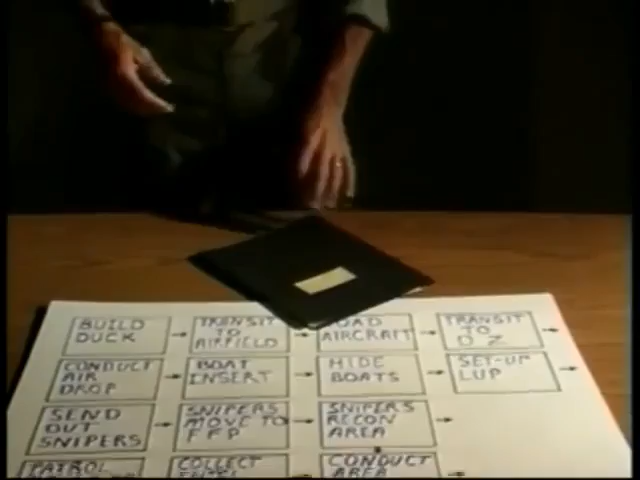 BUILD
DUCK
TRANSIT
TO
AIRFIELD
LOAD
AIRCRAFT
TRANSIT
TO
DZ
CONDUCT
AIR
DROP
BOAT
INSERT
HIDE
BOATS
SET-UP
LUP
SEND
OUT
SNIPERS
SNIPERS
MOVE TO
FFP
SNIPERS
RECON
AREA
PATROL
COLLECT
CONDUCT
AREA